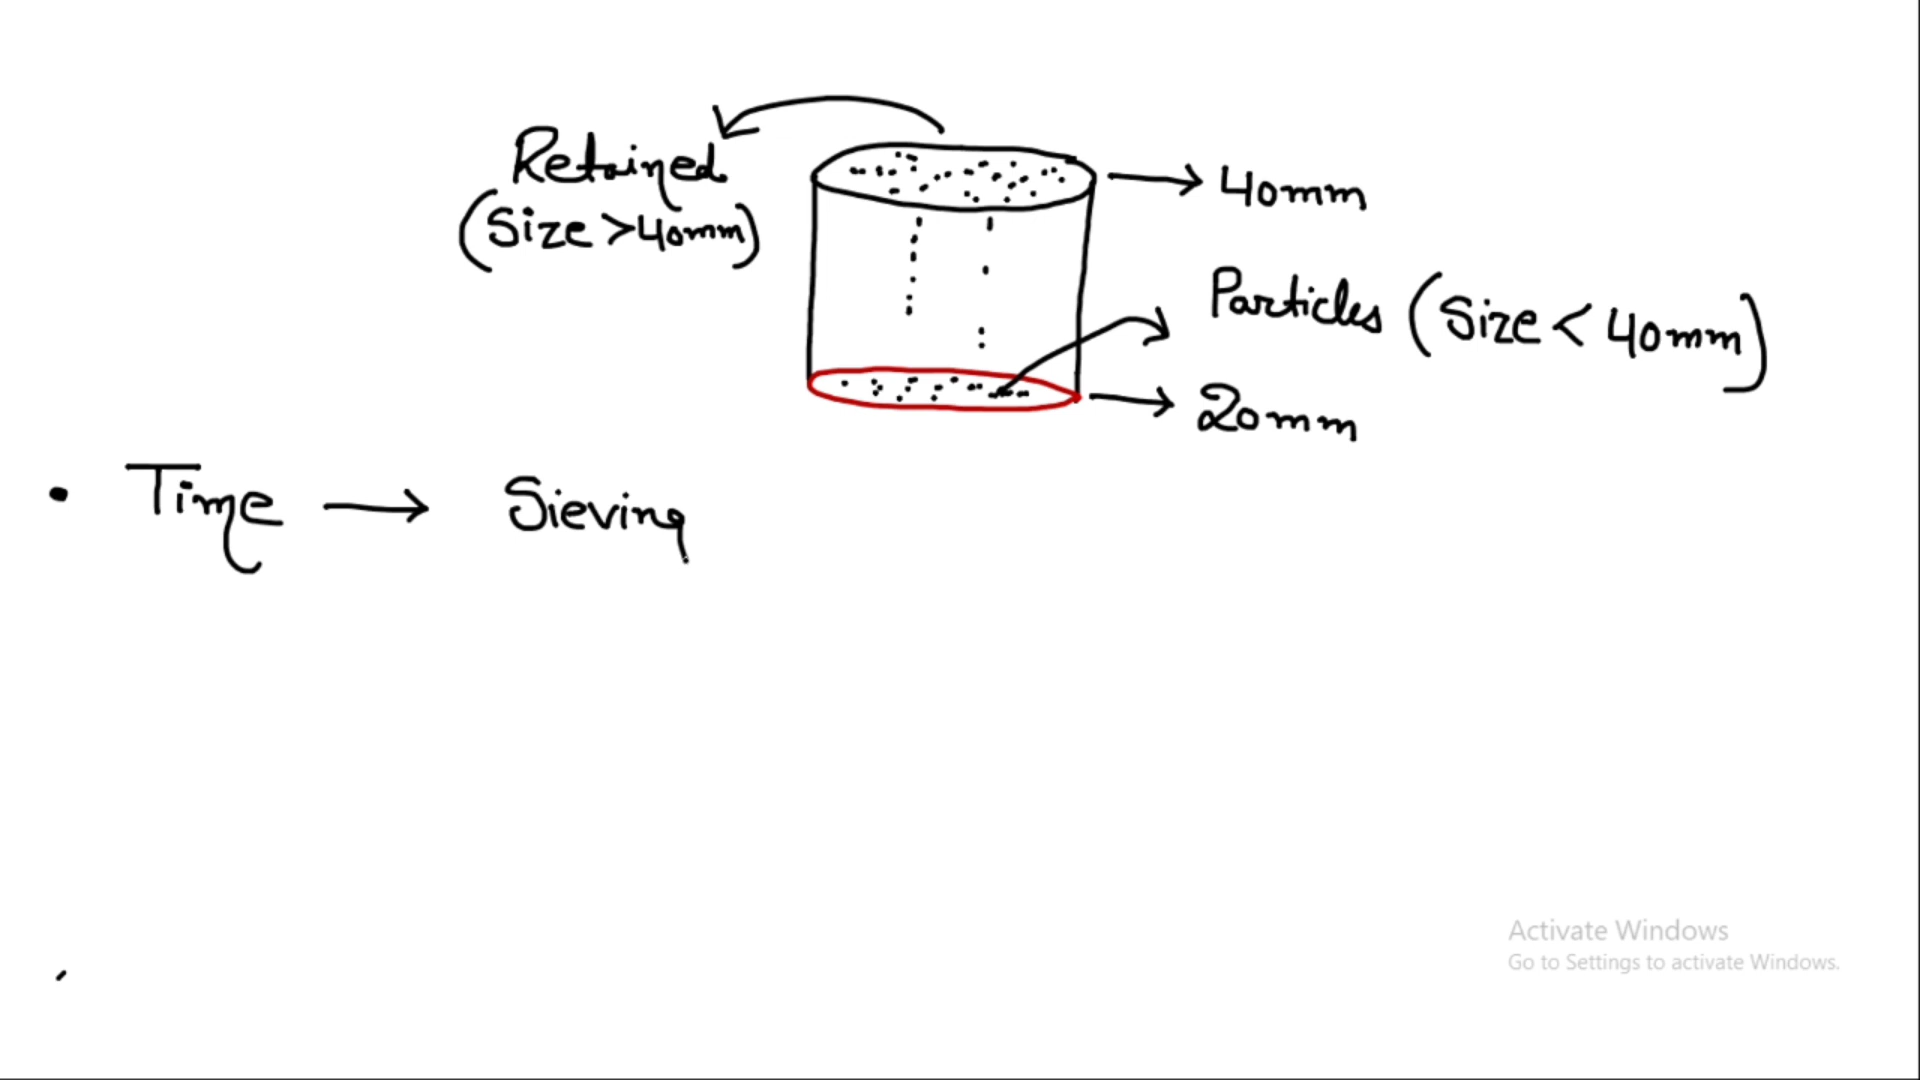 Retained
(Size > 40mm)
→ 40mm
Particles (Size < 40mm)
→ 20mm
• Time → Sieving
Activate Windows
Go to Settings to activate Windows.